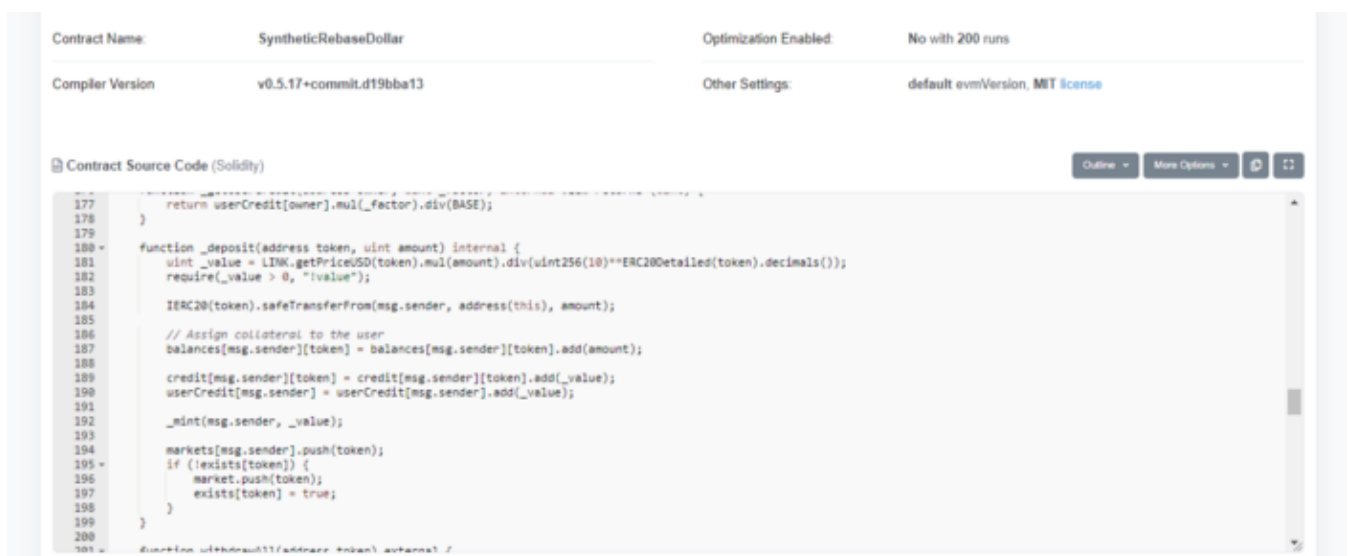 Contract Name: SyntheticRebaseDollar Optimization Enabled: No with 200 runs
Compiler Version v0.5.17+commit.d19bba13 Other Settings: default evmVersion, MIT license
Contract Source Code (Solidity) Outline More Options
177 return userCredit[owner].mul(_factor).div(BASE);
178 }
179
180 function _deposit(address token, uint amount) internal {
181 uint _value = LINK.getPriceUSD(token).mul(amount).div(uint256(10)**ERC20Detailed(token).decimals());
182 require(_value > 0, "!value");
183
184 IERC20(token).safeTransferFrom(msg.sender, address(this), amount);
185
186 // Assign collateral to the user
187 balances[msg.sender][token] = balances[msg.sender][token].add(amount);
188
189 credit[msg.sender][token] = credit[msg.sender][token].add(_value);
190 userCredit[msg.sender] = userCredit[msg.sender].add(_value);
191
192 _mint(msg.sender, _value);
193
194 markets[msg.sender].push(token);
195 if (!exists[token]) {
196 market.push(token);
197 exists[token] = true;
198 }
199 }
200
201 function withdrawAll(address token) external {